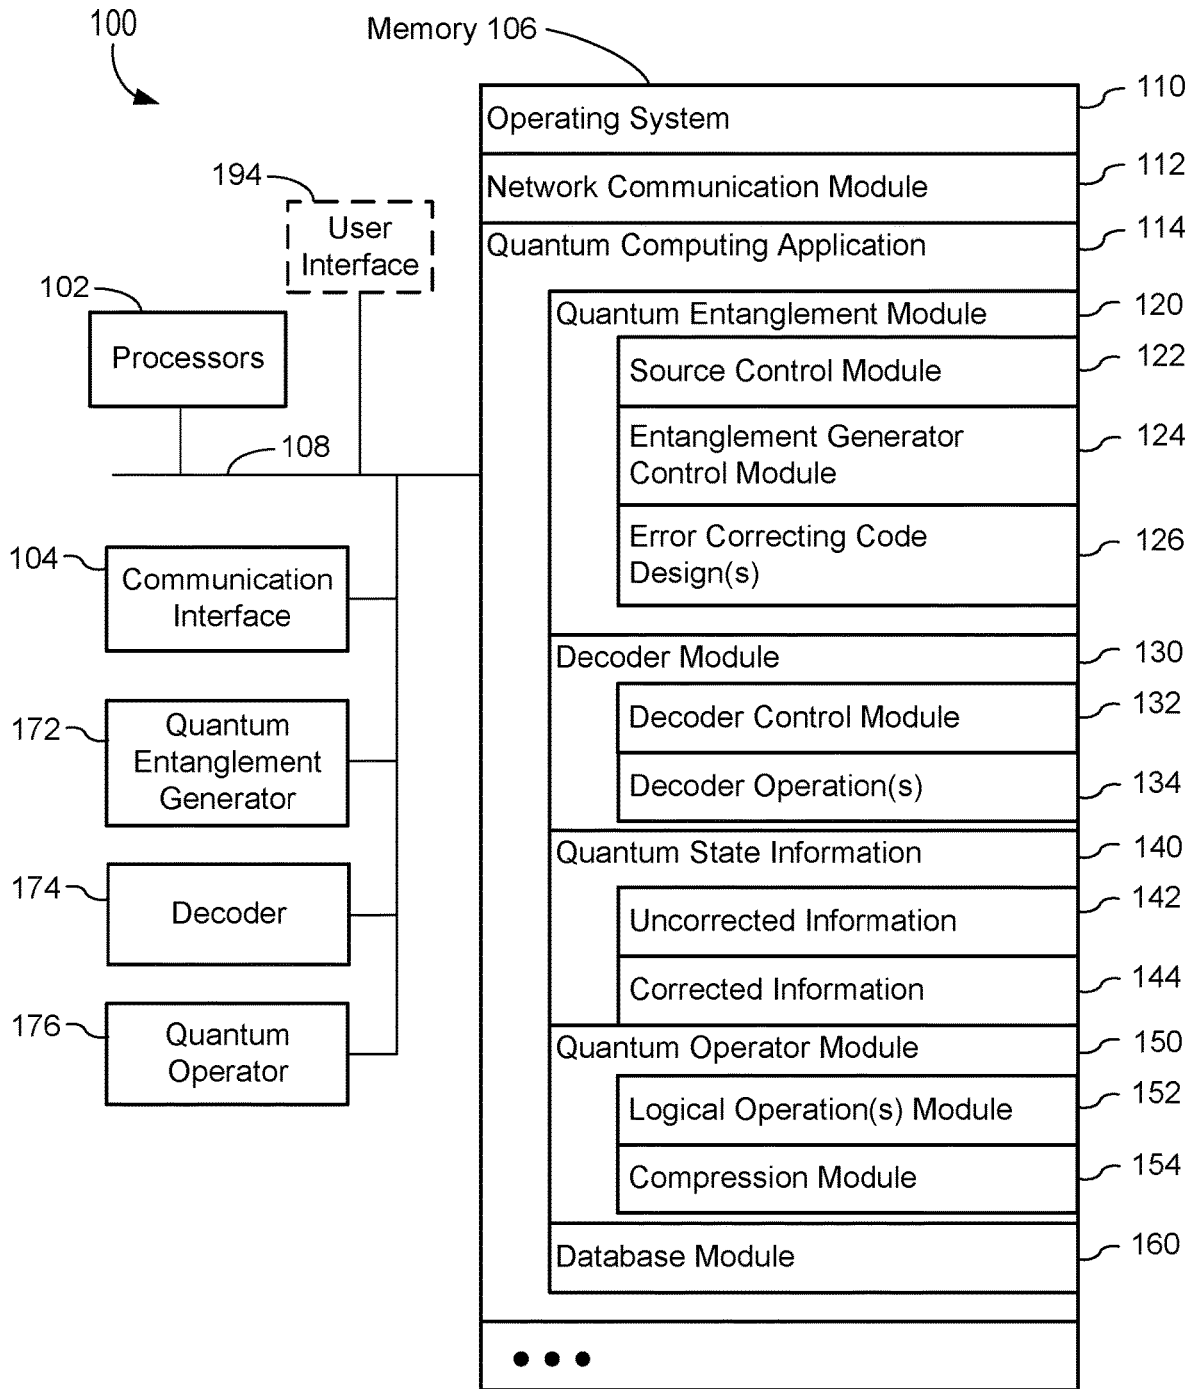 100
Memory 106
Operating System
110
Network Communication Module
112
Quantum Computing Application
114
Quantum Entanglement Module
120
Source Control Module
122
Entanglement Generator
Control Module
124
Error Correcting Code
Design(s)
126
Decoder Module
130
Decoder Control Module
132
Decoder Operation(s)
134
Quantum State Information
140
Uncorrected Information
142
Corrected Information
144
Quantum Operator Module
150
Logical Operation(s) Module
152
Compression Module
154
Database Module
160
194
User
Interface
102
Processors
108
104
Communication
Interface
172
Quantum
Entanglement
Generator
174
Decoder
176
Quantum
Operator